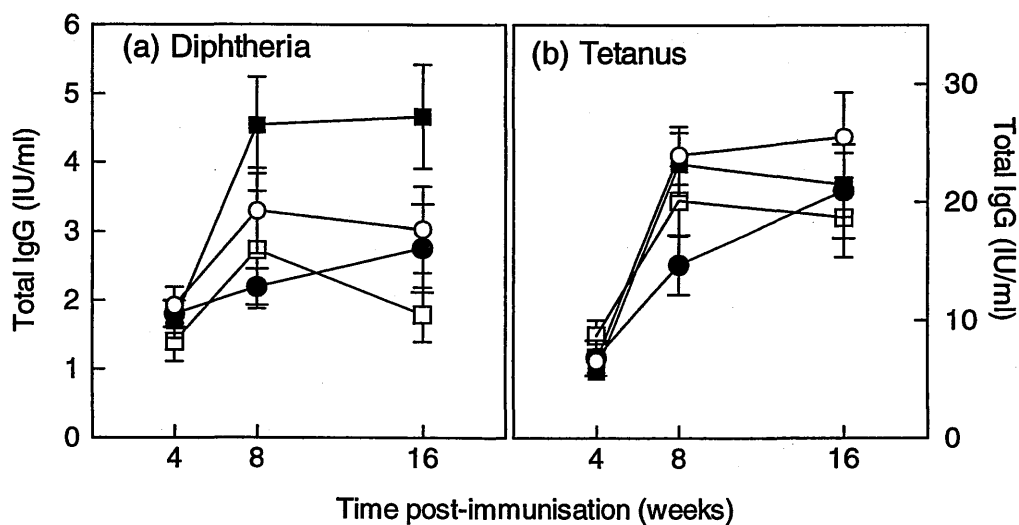 (a) Diphtheria
Total IgG (IU/ml)
6
5
4
3
2
1
0
4 8 16
(b) Tetanus
Total IgG (IU/ml)
30
20
10
0
4 8 16
Time post-immunisation (weeks)